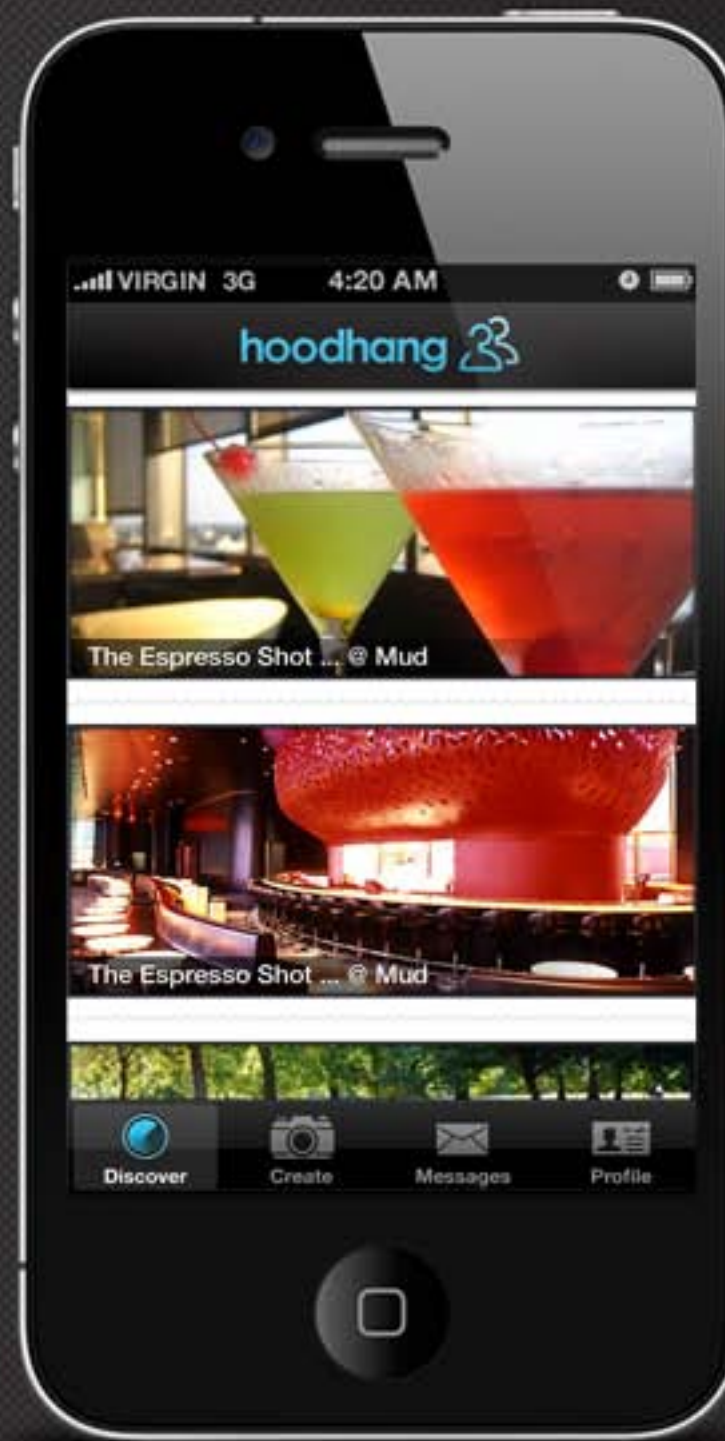 VIRGIN 3G 4:20 AM
hoodhang
The Espresso Shot ... @ Mud
The Espresso Shot ... @ Mud
Discover Create Messages Profile